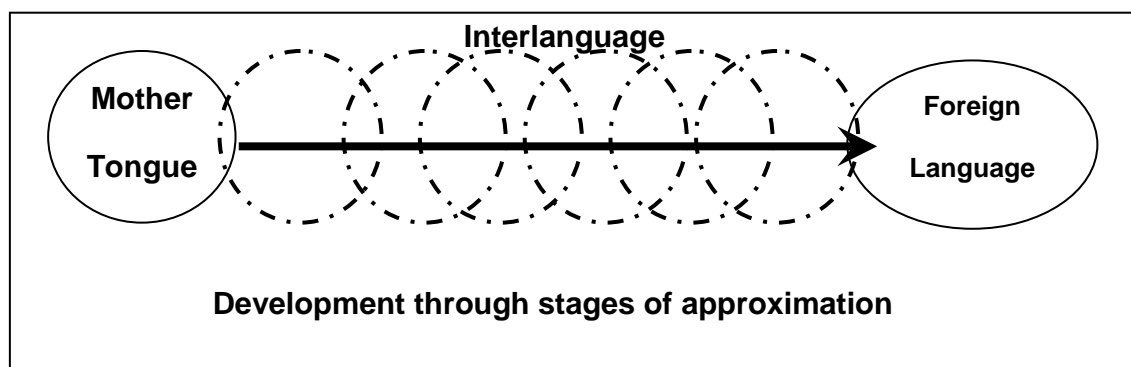 Interlanguage
Mother
Tongue
Foreign
Language
Development through stages of approximation